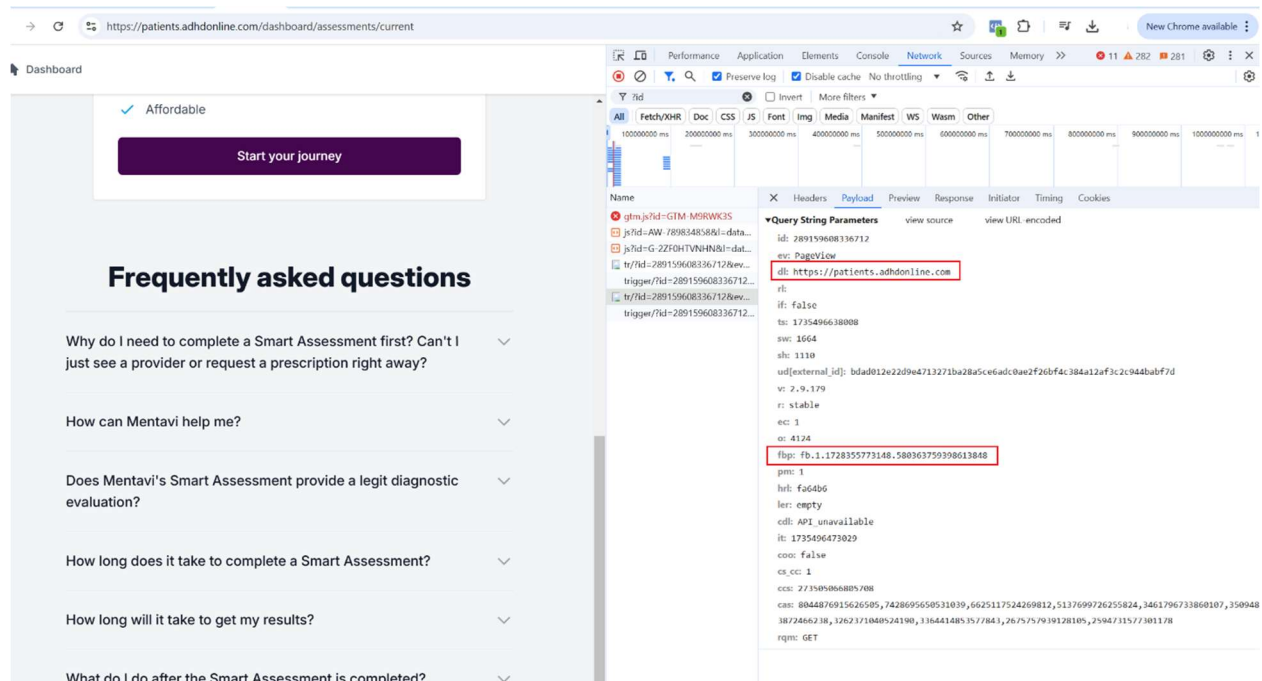 https://patients.adhdonline.com/dashboard/assessments/current
New Chrome available
Dashboard
Affordable
Start your journey
Frequently asked questions
Why do I need to complete a Smart Assessment first? Can't I
just see a provider or request a prescription right away?
How can Mentavi help me?
Does Mentavi's Smart Assessment provide a legit diagnostic
evaluation?
How long does it take to complete a Smart Assessment?
How long will it take to get my results?
What do I do after the Smart Assessment is completed?
Performance Application Elements Console Network Sources Memory 11 282 281
Preserve log Disable cache No throttling
?id Invert More filters
All Fetch/XHR Doc CSS JS Font Img Media Manifest WS Wasm Other
100000000 ms 200000000 ms 300000000 ms 400000000 ms 500000000 ms 600000000 ms 700000000 ms 800000000 ms 900000000 ms 1000000000 ms 1
Name
gtm.js?id=GTM-M9RWK3S
js?id=AW-789834858&l=data...
js?id=G-2ZF0HTVNHN&l=dat...
tr/?id=289159608336712&ev...
trigger/?id=289159608336712...
tr/?id=289159608336712&ev...
trigger/?id=289159608336712...
Headers Payload Preview Response Initiator Timing Cookies
Query String Parameters view source view URL-encoded
id: 289159608336712
ev: PageView
dl: https://patients.adhdonline.com
rl:
if: false
ts: 1735496638008
sw: 1664
sh: 1110
ud[external_id]: bdad012e22d9e4713271ba28a5ce6adc0ae2f26bf4c384a12af3c2c944babf7d
v: 2.9.179
r: stable
ec: 1
o: 4124
fbp: fb.1.1728355773148.580363759398613848
pm: 1
hrl: fa64b6
ler: empty
cdl: API_unavailable
it: 1735496473029
coo: false
cs_cc: 1
ccs: 273505066805708
cas: 8044876915626505,7428695650531039,6625117524269812,5137699726255824,3461796733860107,350948
3872466238,3262371040524190,3364414853577843,2675757939128105,2594731577301178
rqm: GET